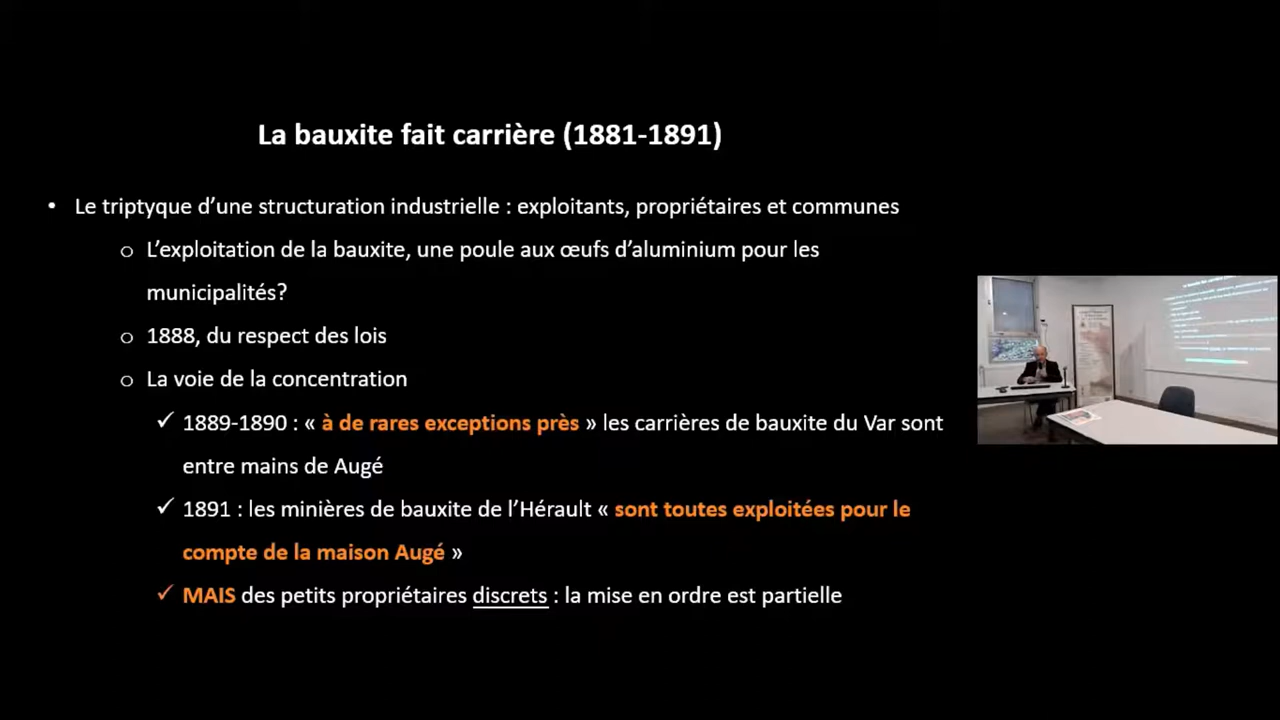 La bauxite fait carrière (1881-1891)
• Le triptyque d'une structuration industrielle : exploitants, propriétaires et communes
o L'exploitation de la bauxite, une poule aux œufs d'aluminium pour les
municipalités?
o 1888, du respect des lois
o La voie de la concentration
✓ 1889-1890 : « à de rares exceptions près » les carrières de bauxite du Var sont
entre mains de Augé
✓ 1891 : les minières de bauxite de l'Hérault « sont toutes exploitées pour le
compte de la maison Augé »
✓ MAIS des petits propriétaires discrets : la mise en ordre est partielle